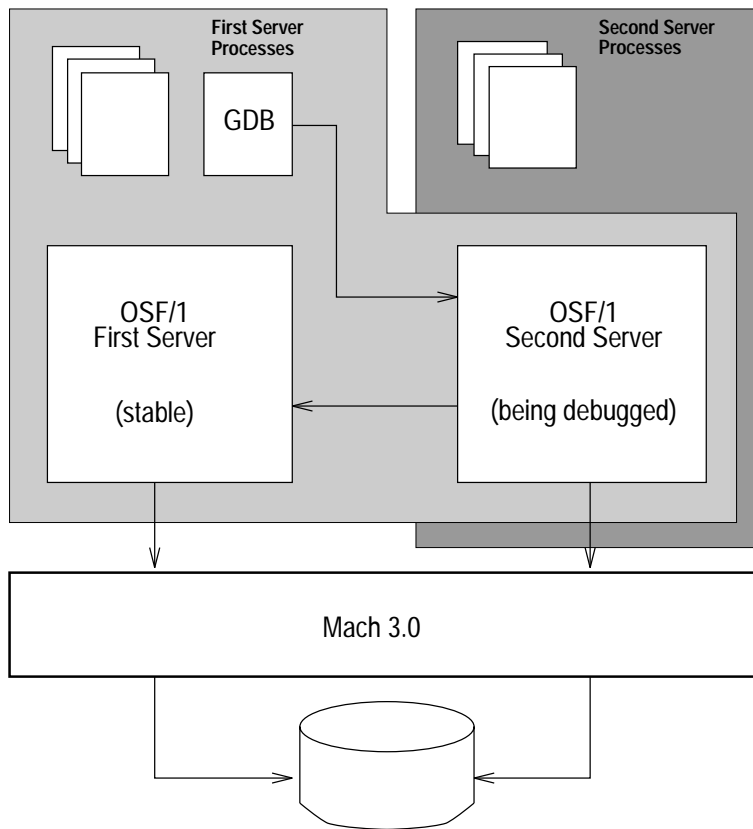 First Server
Processes
Second Server
Processes
GDB
OSF/1
First Server
(stable)
OSF/1
Second Server
(being debugged)
Mach 3.0